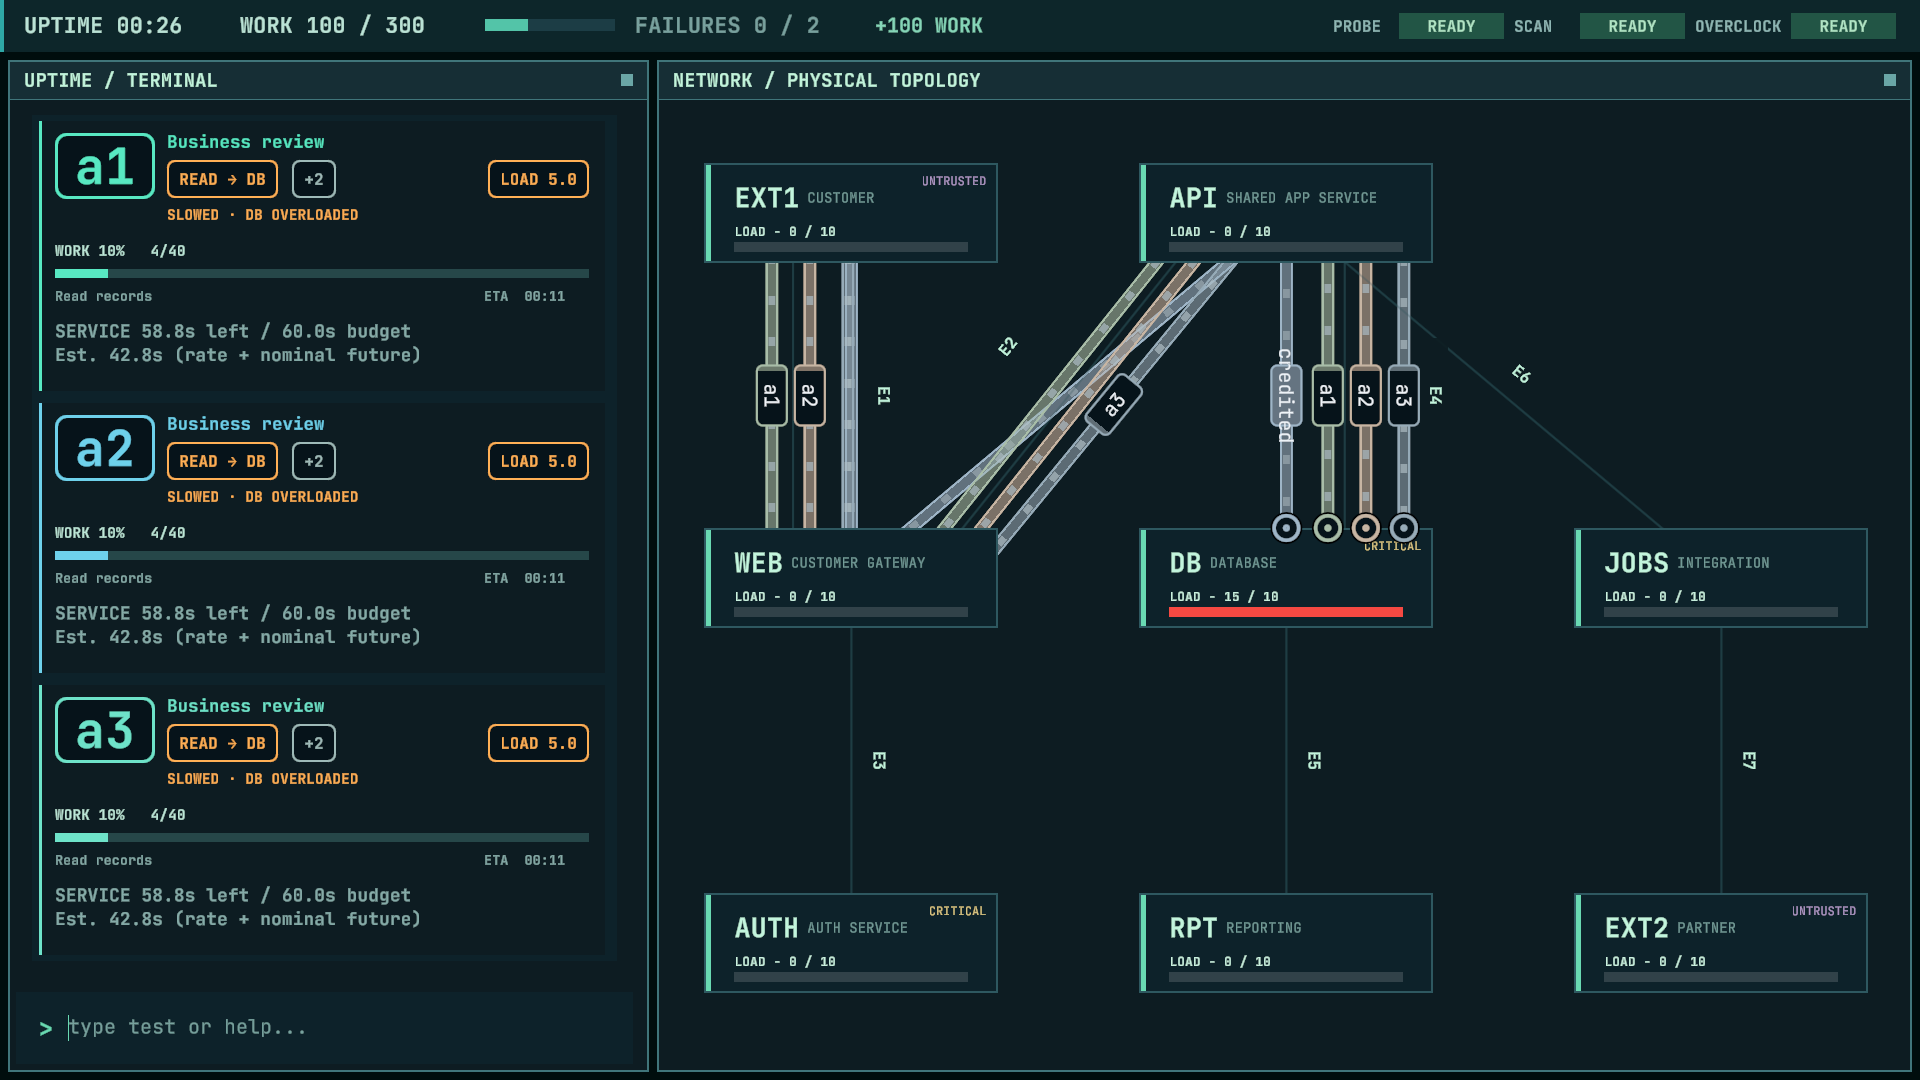 UPTIME 00:26 WORK 100 / 300 FAILURES 0 / 2 +100 WORK PROBE READY SCAN READY OVERCLOCK READY
UPTIME / TERMINAL
a1 Business review
READ → DB +2 LOAD 5.0
SLOWED · DB OVERLOADED
WORK 10% 4/40
Read records ETA 00:11
SERVICE 58.8s left / 60.0s budget
Est. 42.8s (rate + nominal future)
a2 Business review
READ → DB +2 LOAD 5.0
SLOWED · DB OVERLOADED
WORK 10% 4/40
Read records ETA 00:11
SERVICE 58.8s left / 60.0s budget
Est. 42.8s (rate + nominal future)
a3 Business review
READ → DB +2 LOAD 5.0
SLOWED · DB OVERLOADED
WORK 10% 4/40
Read records ETA 00:11
SERVICE 58.8s left / 60.0s budget
Est. 42.8s (rate + nominal future)
> type test or help...
NETWORK / PHYSICAL TOPOLOGY
UNTRUSTED
EXT1 CUSTOMER
LOAD - 0 / 10
API SHARED APP SERVICE
LOAD - 0 / 10
a1
a2
E1
E2
a3
credited
a1
a2
a3
E4
E6
WEB CUSTOMER GATEWAY
LOAD - 0 / 10
CRITICAL
DB DATABASE
LOAD - 15 / 10
JOBS INTEGRATION
LOAD - 0 / 10
E3
E5
E7
CRITICAL
AUTH AUTH SERVICE
LOAD - 0 / 10
RPT REPORTING
LOAD - 0 / 10
UNTRUSTED
EXT2 PARTNER
LOAD - 0 / 10